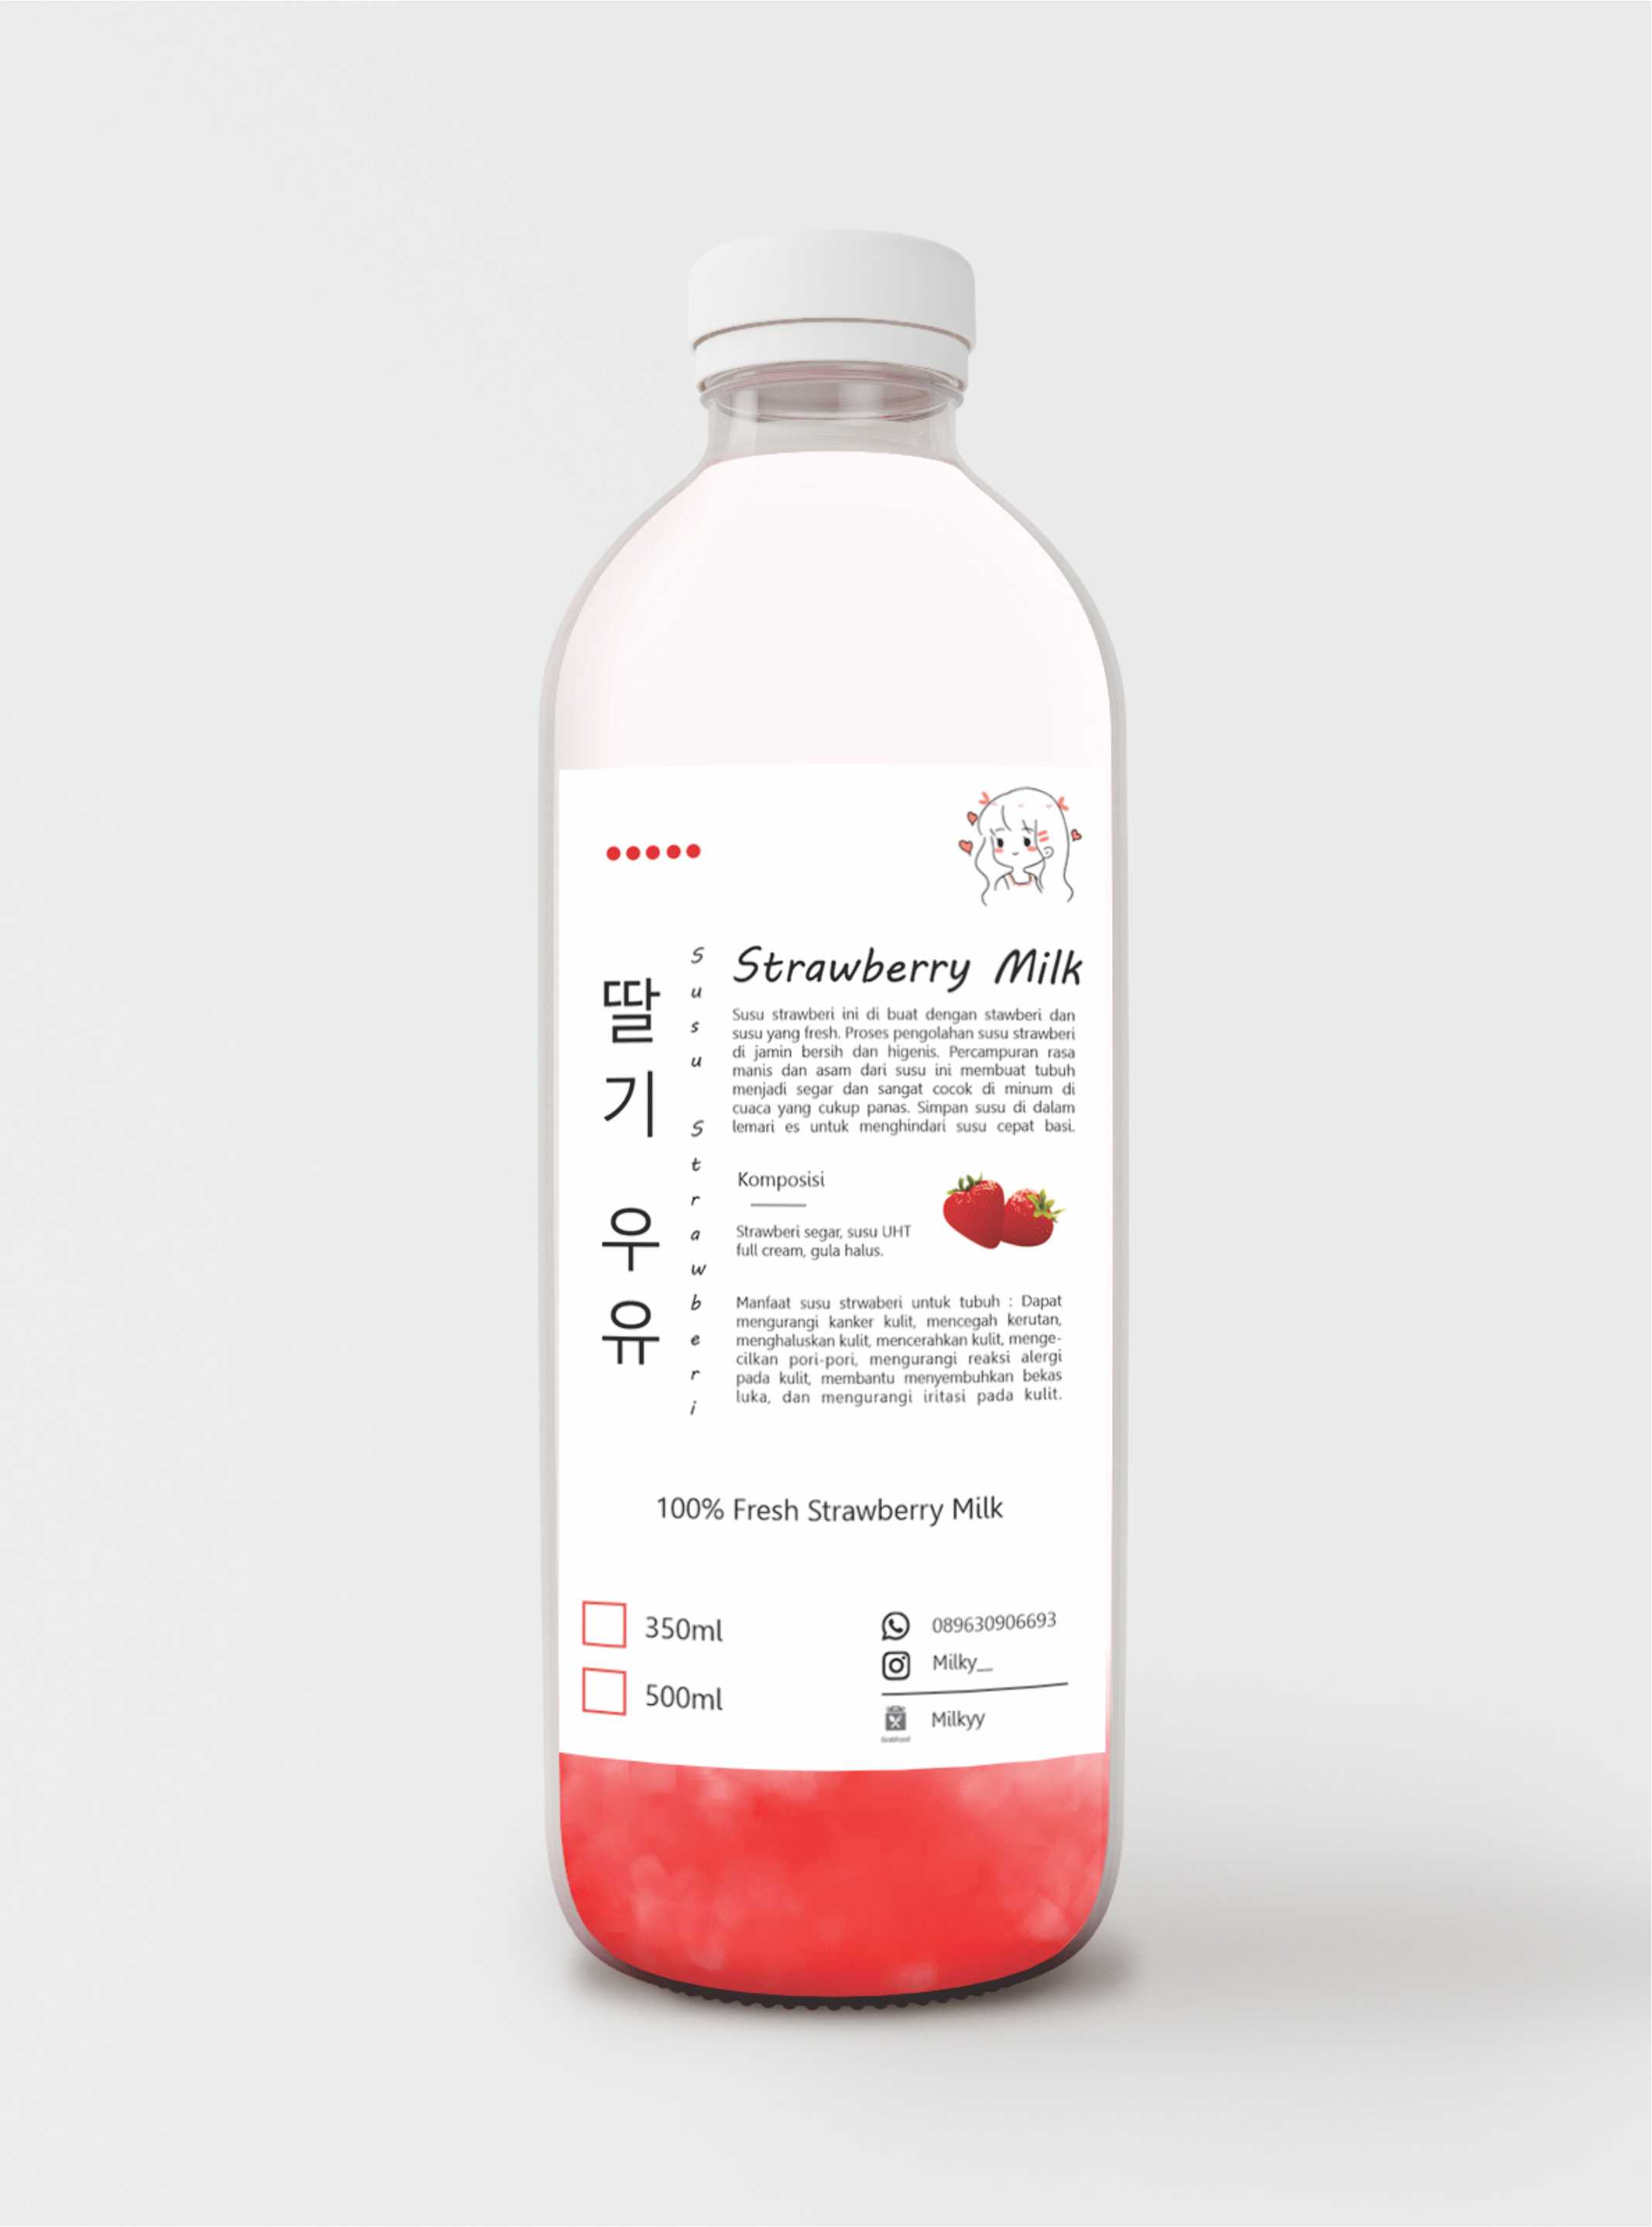 딸기 우유
Susu Strawberi
Strawberry Milk
Susu strawberi ini di buat dengan stawberi dan
susu yang fresh. Proses pengolahan susu strawberi
di jamin bersih dan higenis. Percampuran rasa
manis dan asam dari susu ini membuat tubuh
menjadi segar dan sangat cocok di minum di
cuaca yang cukup panas. Simpan susu di dalam
lemari es untuk menghindari susu cepat basi.
Komposisi
Strawberi segar, susu UHT
full cream, gula halus.
Manfaat susu strwaberi untuk tubuh : Dapat
mengurangi kanker kulit, mencegah kerutan,
menghaluskan kulit, mencerahkan kulit, menge-
cilkan pori-pori, mengurangi reaksi alergi
pada kulit, membantu menyembuhkan bekas
luka, dan mengurangi iritasi pada kulit.
100% Fresh Strawberry Milk
350ml
500ml
089630906693
Milky__
GrabFood
Milkyy